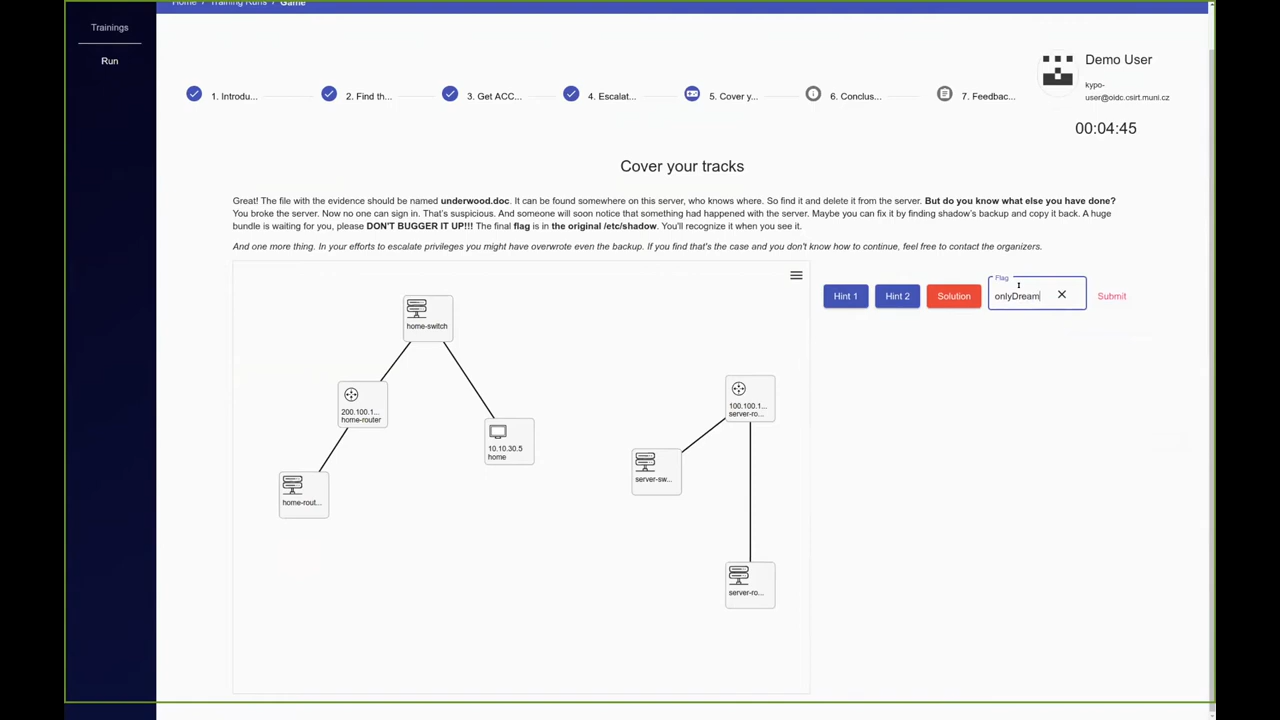 Home / Training Runs / Game
Trainings
Run
Demo User
kypo-
user@oidc.csirt.muni.cz
00:04:45
1. Introdu...
2. Find th...
3. Get ACC...
4. Escalat...
5. Cover y...
6. Conclus...
7. Feedbac...
Cover your tracks
Great! The file with the evidence should be named underwood.doc. It can be found somewhere on this server, who knows where. So find it and delete it from the server. But do you know what else you have done?
You broke the server. Now no one can sign in. That's suspicious. And someone will soon notice that something had happened with the server. Maybe you can fix it by finding shadow's backup and copy it back. A huge
bundle is waiting for you, please DON'T BUGGER IT UP!!! The final flag is in the original /etc/shadow. You'll recognize it when you see it.
And one more thing. In your efforts to escalate privileges you might have overwrote even the backup. If you find that's the case and you don't know how to continue, feel free to contact the organizers.
Hint 1
Hint 2
Solution
Flag
onlyDream
Submit
home-switch
200.100.1...
home-router
10.10.30.5
home
home-rout...
100.100.1...
server-ro...
server-sw...
server-ro...